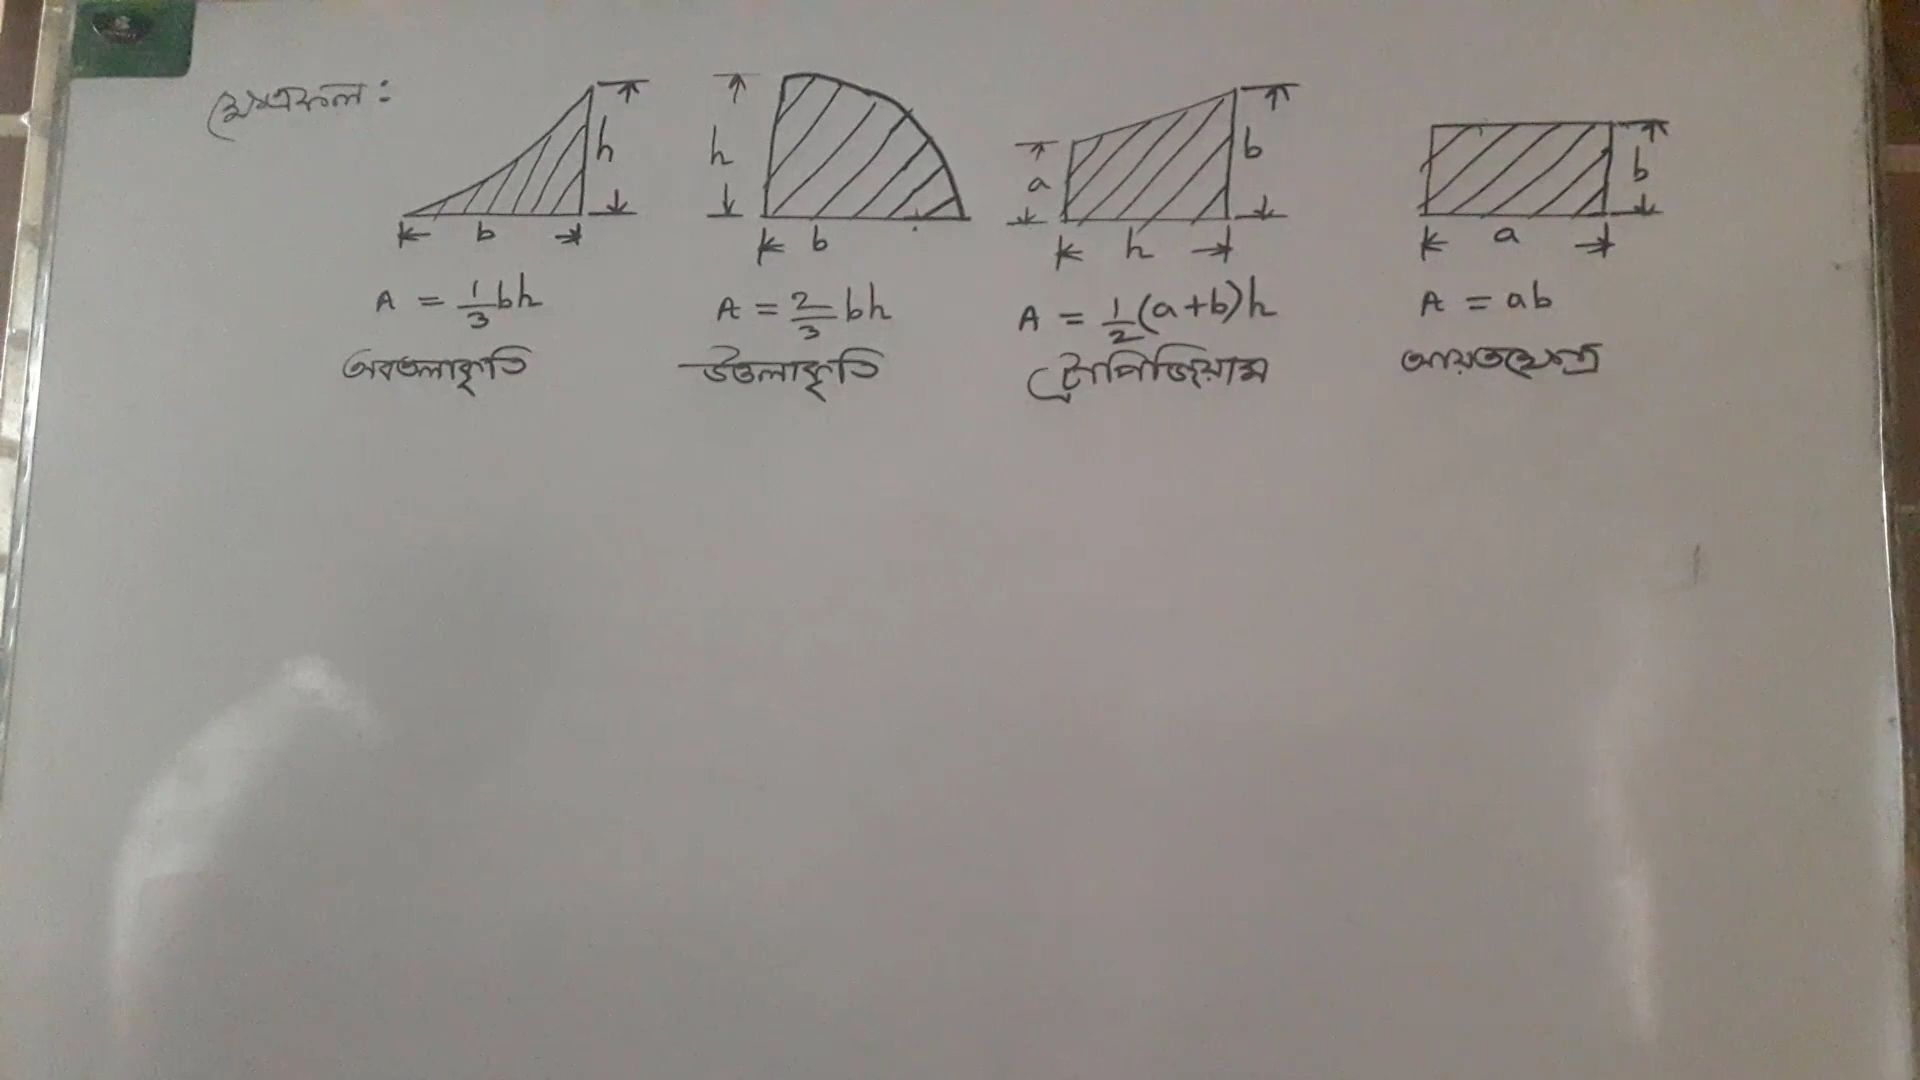 ক্ষেত্রফল :
h
b
h
b
a
b
h
b
a
A = 1/3 bh
A = 2/3 bh
A = 1/2 (a+b)h
A = ab
অবতলাকৃতি
উত্তলাকৃতি
ট্রাপিজিয়াম
আয়তক্ষেত্র